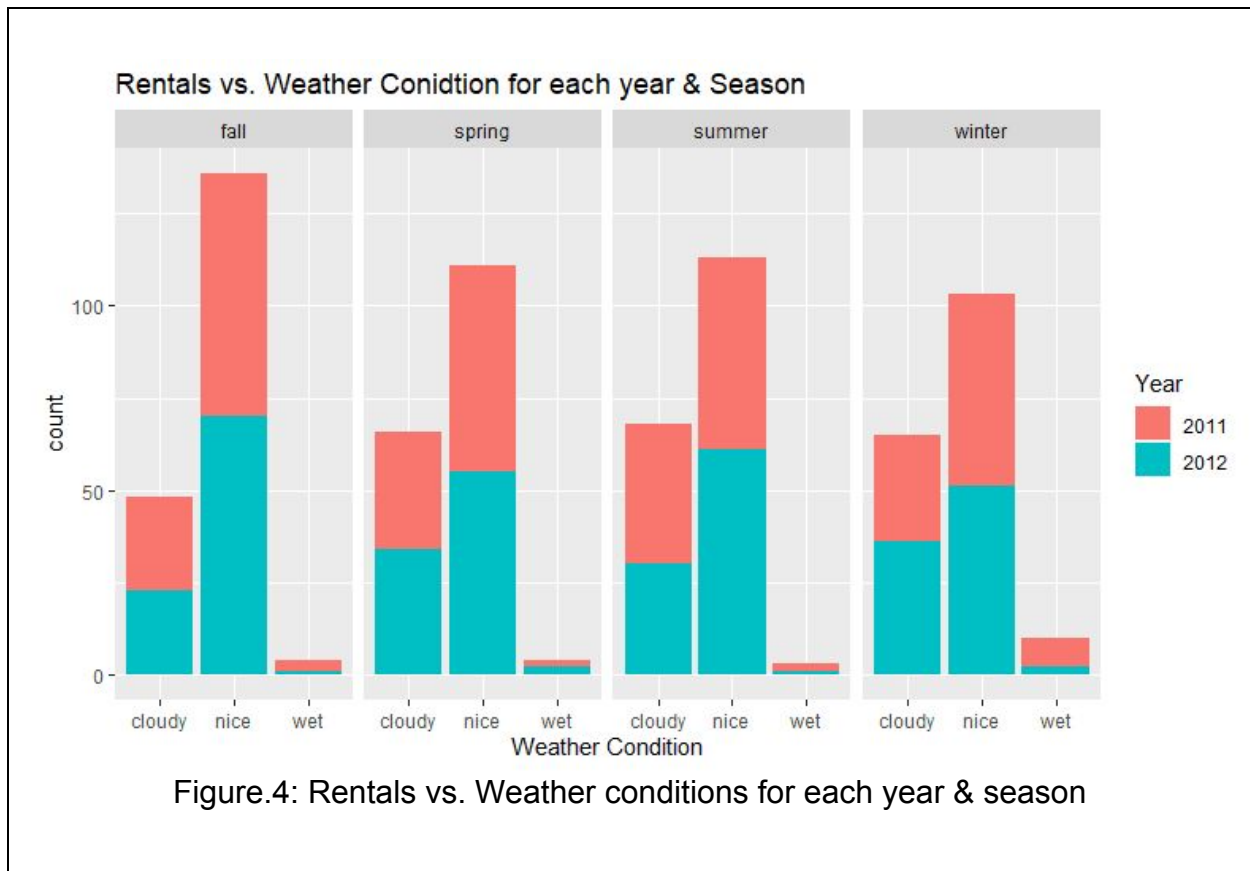 Rentals vs. Weather Conidtion for each year & Season
fall spring summer winter
100
50
0
count
cloudy nice wet cloudy nice wet cloudy nice wet cloudy nice wet
Weather Condition
Year
2011
2012
Figure.4: Rentals vs. Weather conditions for each year & season